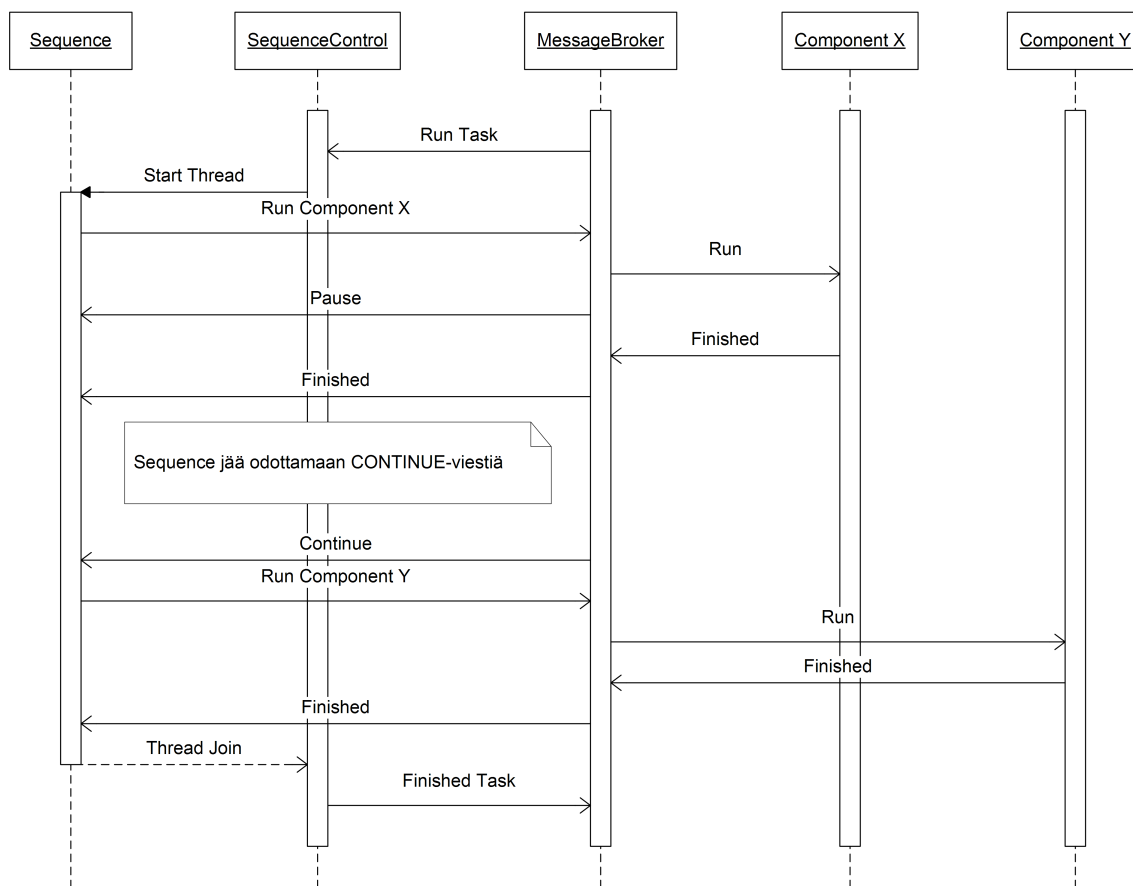 Sequence
SequenceControl
MessageBroker
Component X
Component Y
Run Task
Start Thread
Run Component X
Run
Pause
Finished
Finished
Sequence jää odottamaan CONTINUE-viestiä
Continue
Run Component Y
Run
Finished
Finished
Thread Join
Finished Task